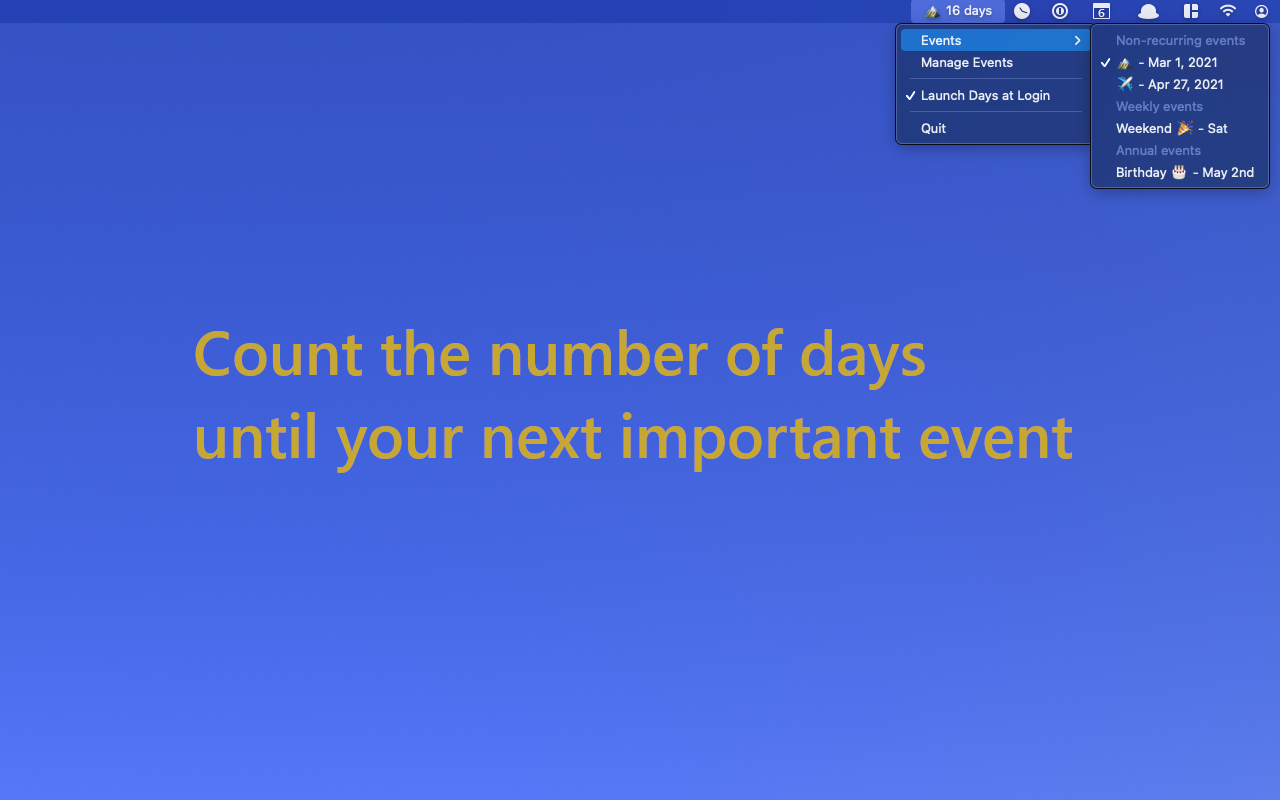 ⛰️ 16 days
6
Events
Manage Events
Launch Days at Login
Quit
Non-recurring events
⛰️ - Mar 1, 2021
✈️ - Apr 27, 2021
Weekly events
Weekend 🎉 - Sat
Annual events
Birthday 🎂 - May 2nd
Count the number of days
until your next important event